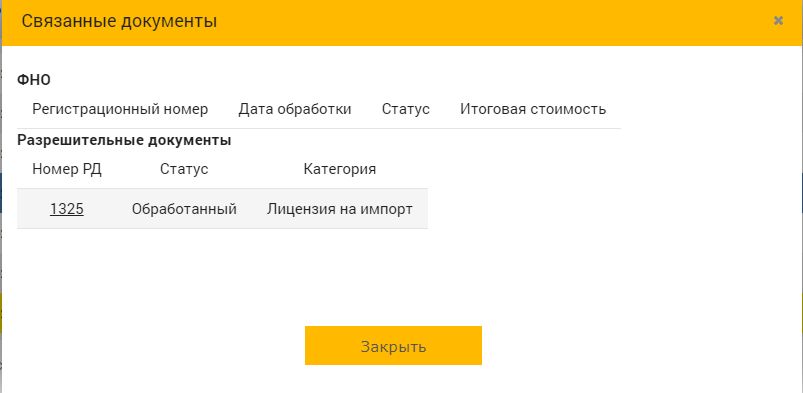 Связанные документы
ФНО
Регистрационный номер Дата обработки Статус Итоговая стоимость
Разрешительные документы
Номер РД Статус Категория
1325 Обработанный Лицензия на импорт
Закрыть